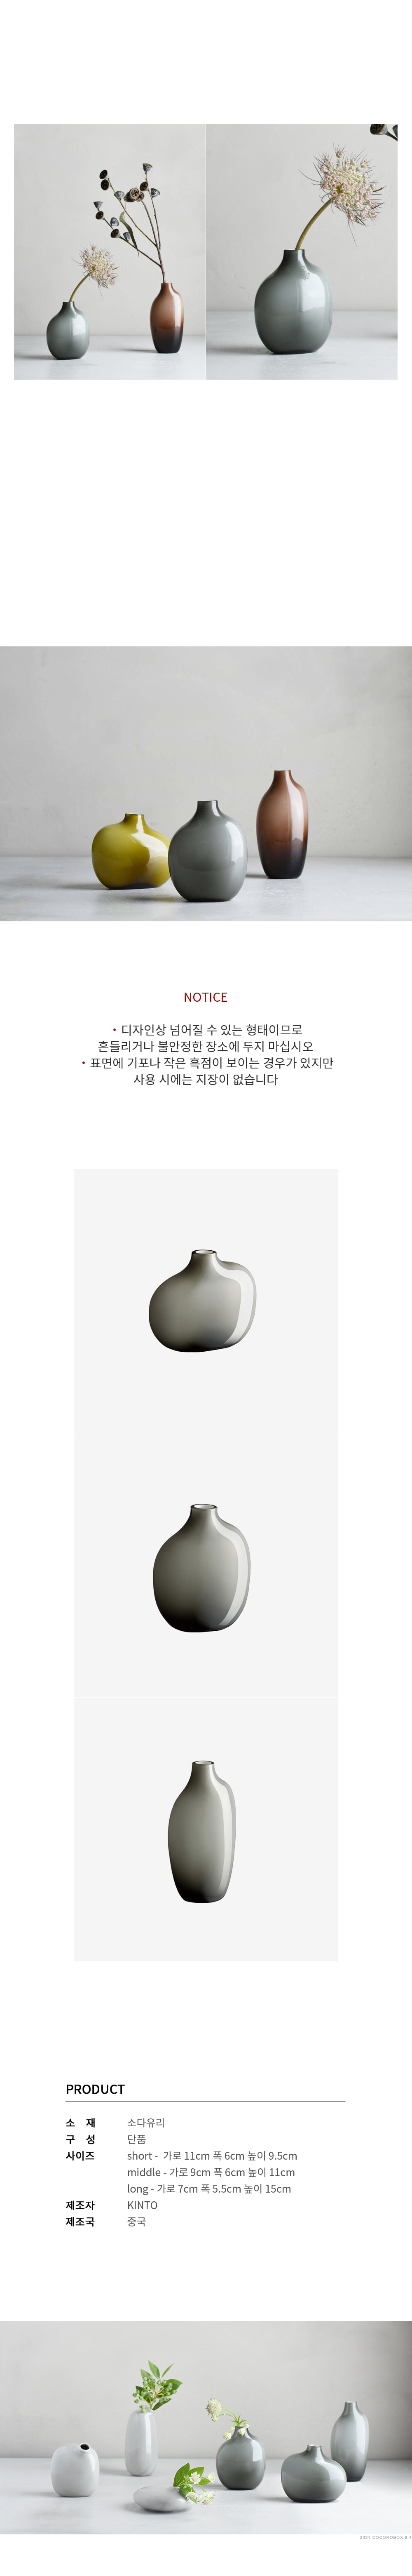 NOTICE
• 디자인상 넘어질 수 있는 형태이므로
흔들리거나 불안정한 장소에 두지 마십시오
• 표면에 기포나 작은 흑점이 보이는 경우가 있지만
사용 시에는 지장이 없습니다
PRODUCT
소 재 소다유리
구 성 단품
사이즈 short - 가로 11cm 폭 6cm 높이 9.5cm
middle - 가로 9cm 폭 6cm 높이 11cm
long - 가로 7cm 폭 5.5cm 높이 15cm
제조자 KINTO
제조국 중국